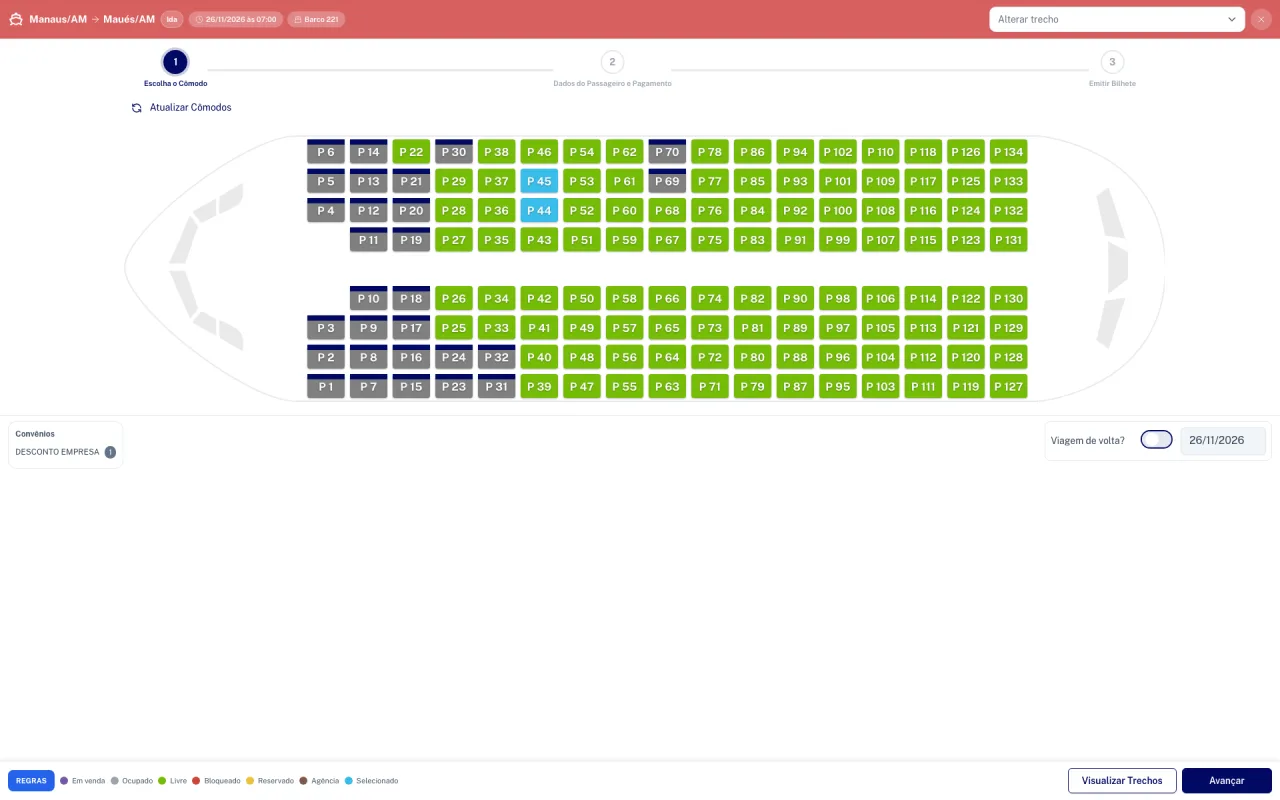 Manaus/AM → Maués/AM Ida 26/11/2026 às 07:00 Barco 221 Alterar trecho
1 2 3
Escolha o Cômodo Dados do Passageiro e Pagamento Emitir Bilhete
Atualizar Cômodos
P 6 P 14 P 22 P 30 P 38 P 46 P 54 P 62 P 70 P 78 P 86 P 94 P 102 P 110 P 118 P 126 P 134
P 5 P 13 P 21 P 29 P 37 P 45 P 53 P 61 P 69 P 77 P 85 P 93 P 101 P 109 P 117 P 125 P 133
P 4 P 12 P 20 P 28 P 36 P 44 P 52 P 60 P 68 P 76 P 84 P 92 P 100 P 108 P 116 P 124 P 132
P 11 P 19 P 27 P 35 P 43 P 51 P 59 P 67 P 75 P 83 P 91 P 99 P 107 P 115 P 123 P 131
P 10 P 18 P 26 P 34 P 42 P 50 P 58 P 66 P 74 P 82 P 90 P 98 P 106 P 114 P 122 P 130
P 3 P 9 P 17 P 25 P 33 P 41 P 49 P 57 P 65 P 73 P 81 P 89 P 97 P 105 P 113 P 121 P 129
P 2 P 8 P 16 P 24 P 32 P 40 P 48 P 56 P 64 P 72 P 80 P 88 P 96 P 104 P 112 P 120 P 128
P 1 P 7 P 15 P 23 P 31 P 39 P 47 P 55 P 63 P 71 P 79 P 87 P 95 P 103 P 111 P 119 P 127
Convênios
DESCONTO EMPRESA 1
Viagem de volta? 26/11/2026
REGRAS Em venda Ocupado Livre Bloqueado Reservado Agência Selecionado Visualizar Trechos Avançar